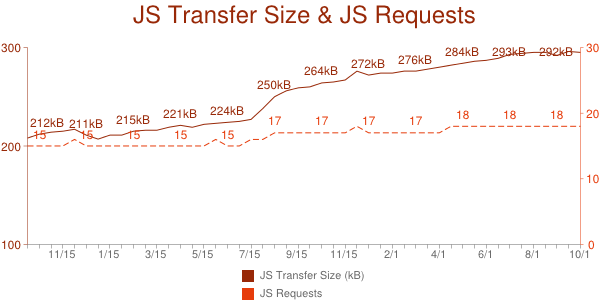 JS Transfer Size & JS Requests
300 30
212kB 211kB 215kB 221kB 224kB 250kB 264kB 272kB 276kB 284kB 293kB 292kB
15 15 15 15 15 17 17 17 17 18 18 18
20
200
10
100 0
11/15 1/15 3/15 5/15 7/15 9/15 11/15 2/1 4/1 6/1 8/1 10/1
JS Transfer Size (kB)
JS Requests